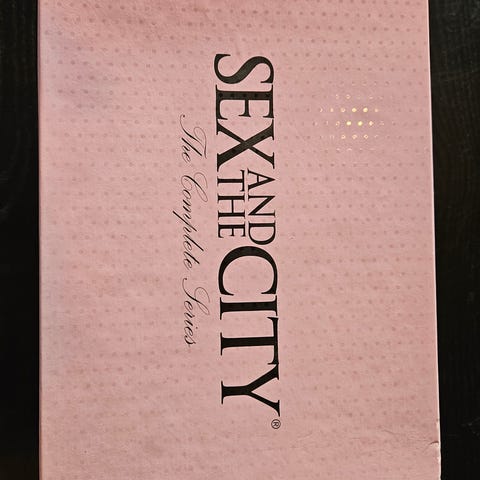 SEX AND THE CITY®
The Complete Series